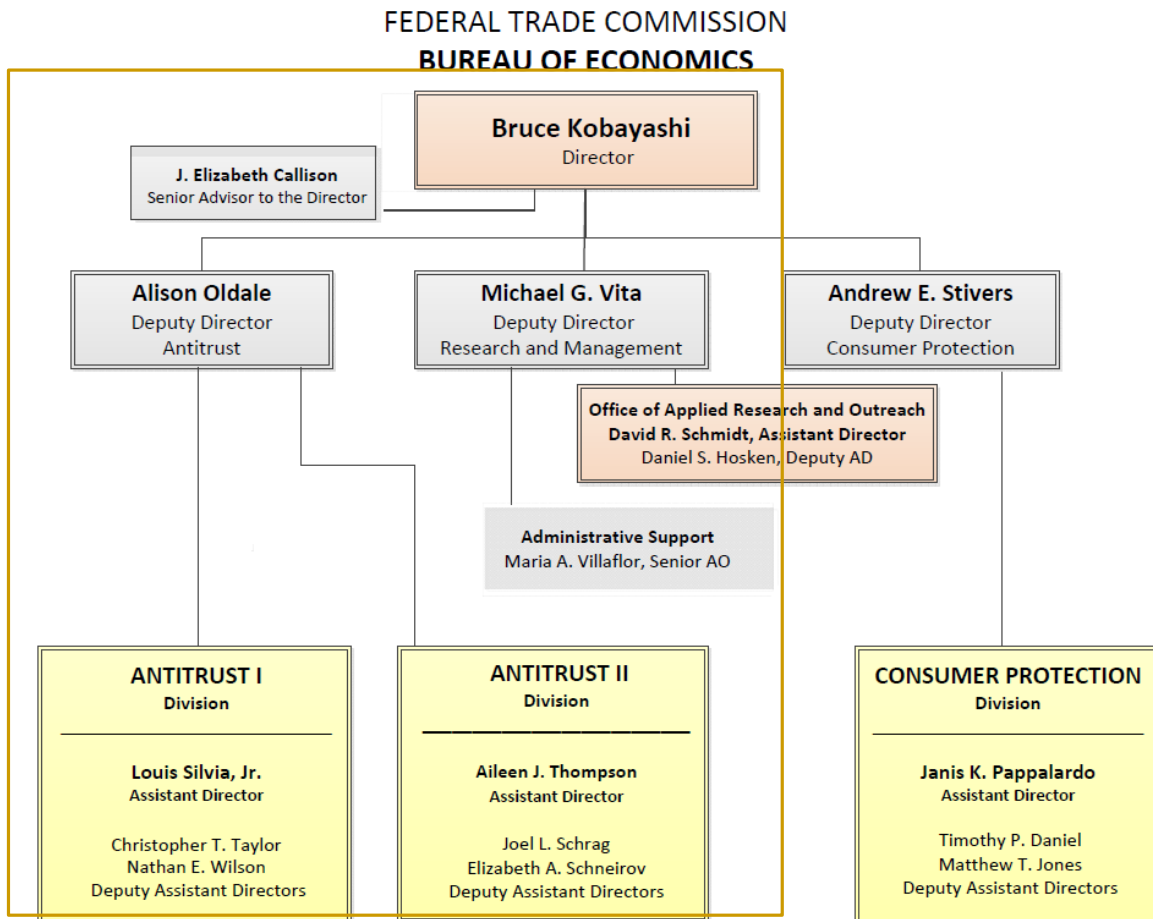 FEDERAL TRADE COMMISSION
BUREAU OF ECONOMICS
Bruce Kobayashi
Director
J. Elizabeth Callison
Senior Advisor to the Director
Alison Oldale
Deputy Director
Antitrust
Michael G. Vita
Deputy Director
Research and Management
Andrew E. Stivers
Deputy Director
Consumer Protection
Office of Applied Research and Outreach
David R. Schmidt, Assistant Director
Daniel S. Hosken, Deputy AD
Administrative Support
Maria A. Villaflor, Senior AO
ANTITRUST I
Division
Louis Silvia, Jr.
Assistant Director
Christopher T. Taylor
Nathan E. Wilson
Deputy Assistant Directors
ANTITRUST II
Division
Aileen J. Thompson
Assistant Director
Joel L. Schrag
Elizabeth A. Schneirov
Deputy Assistant Directors
CONSUMER PROTECTION
Division
Janis K. Pappalardo
Assistant Director
Timothy P. Daniel
Matthew T. Jones
Deputy Assistant Directors